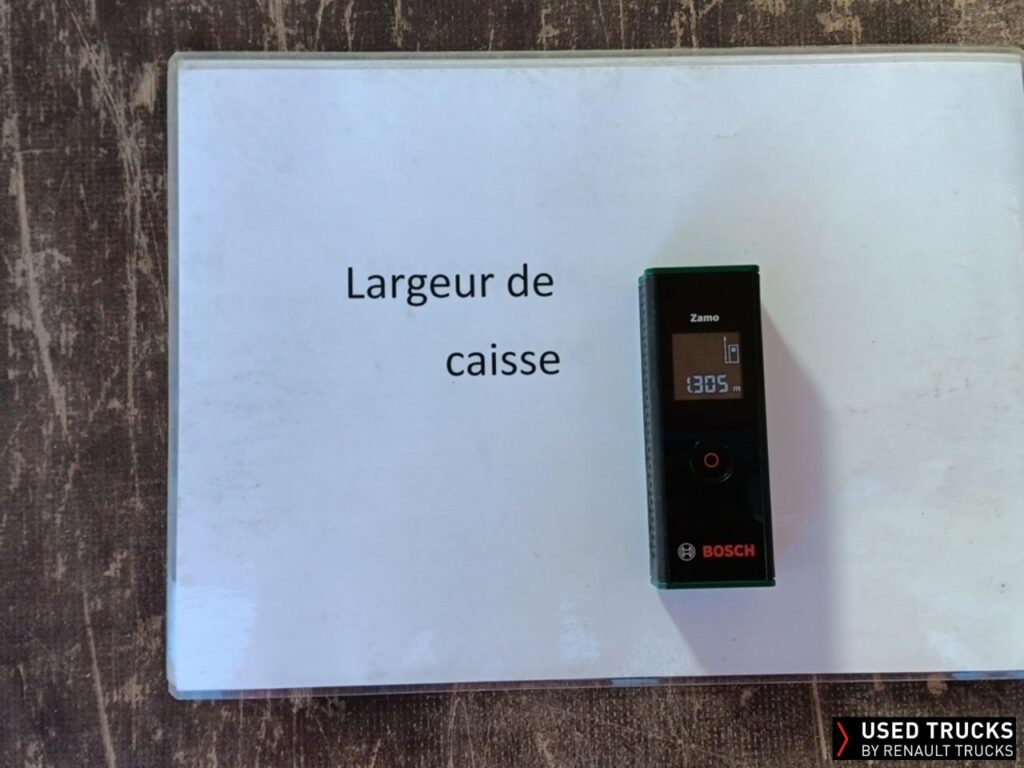 Largeur de
caisse
Zamo
1.305 m
BOSCH
USED TRUCKS
BY RENAULT TRUCKS